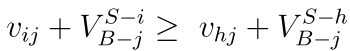 $v_{ij} + V_{B-j}^{S-i} \geq \ v_{hj} + V_{B-j}^{S-h}$